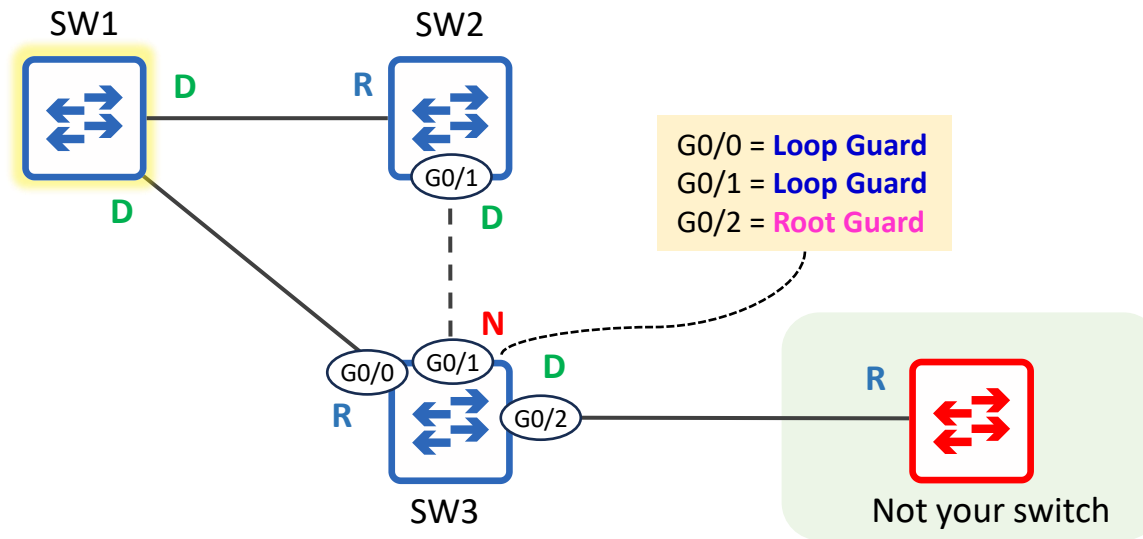 SW1
SW2
D
R
G0/1
D
D
G0/0 = Loop Guard
G0/1 = Loop Guard
G0/2 = Root Guard
N
G0/1
G0/0
R
D
G0/2
R
SW3
Not your switch